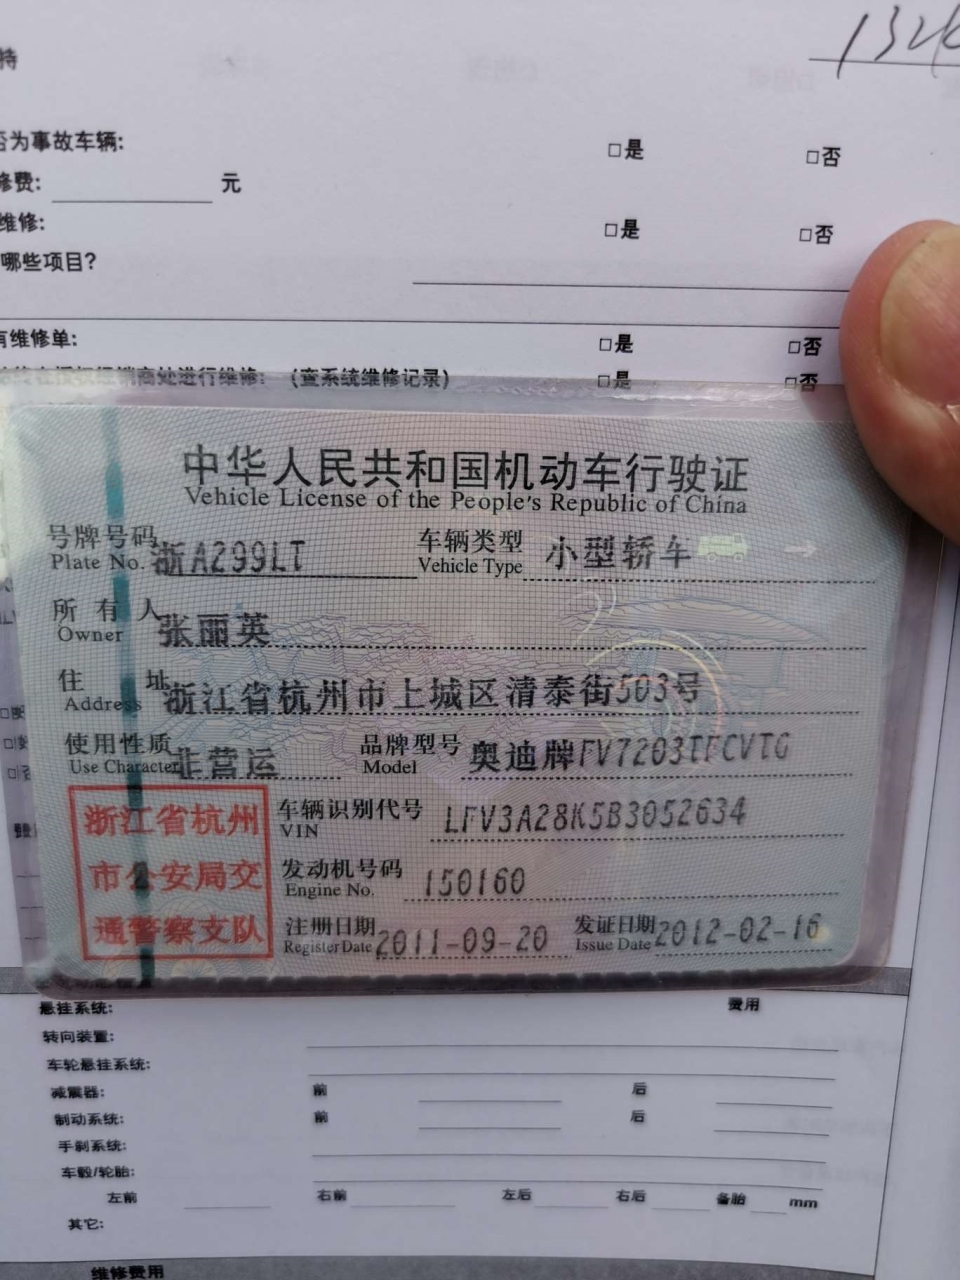 特
132
否为事故车辆: □是 □否
修费: 元
维修: □是 □否
哪些项目?
有维修单: □是 □否
在授权经销商处进行维修: (查系统维修记录) □是 □否
中华人民共和国机动车行驶证
Vehicle License of the People's Republic of China
号牌号码 浙A299LT 车辆类型 小型轿车
Plate No. Vehicle Type
所有人 张丽英
Owner
住址 浙江省杭州市上城区清泰街503号
Address
使用性质 非营运 品牌型号 奥迪牌FV7203TFCVTG
Use Character Model
浙江省杭州市公安局交通警察支队
车辆识别代号 LFV3A28K5B3052634
VIN
发动机号码 150160
Engine No.
注册日期 2011-09-20 发证日期 2012-02-16
Register Date Issue Date
悬挂系统: 费用
转向装置:
车轮悬挂系统:
减震器: 前 后
制动系统: 前 后
手刹系统:
车毂/轮胎:
左前 右前 左后 右后 备胎 mm
其它:
维修费用